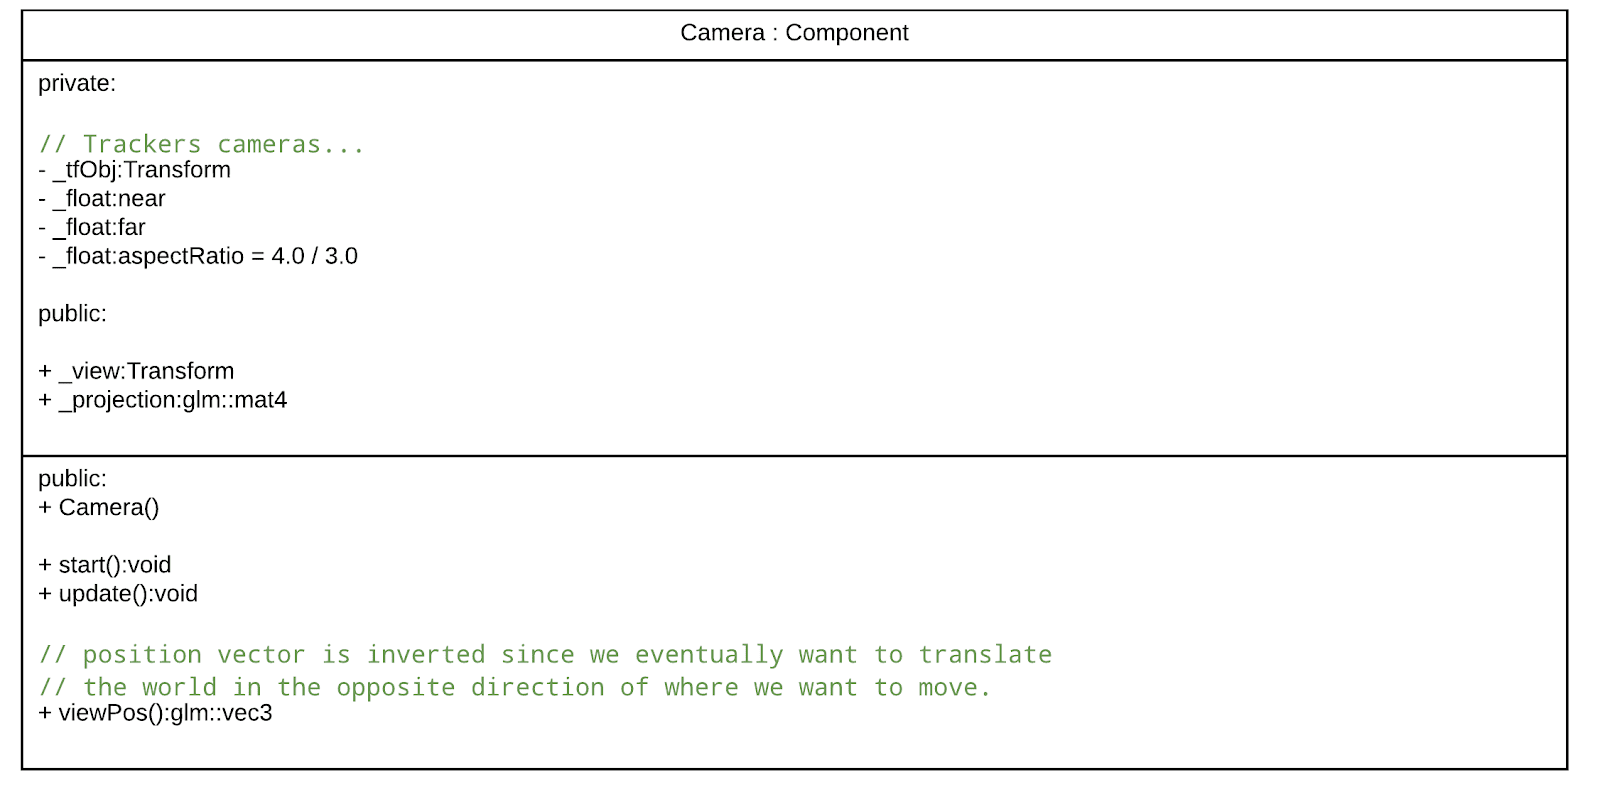 Camera : Component
private:
// Trackers cameras...
- _tfObj:Transform
- _float:near
- _float:far
- _float:aspectRatio = 4.0 / 3.0
public:
+ _view:Transform
+ _projection:glm::mat4
public:
+ Camera()
+ start():void
+ update():void
// position vector is inverted since we eventually want to translate
// the world in the opposite direction of where we want to move.
+ viewPos():glm::vec3